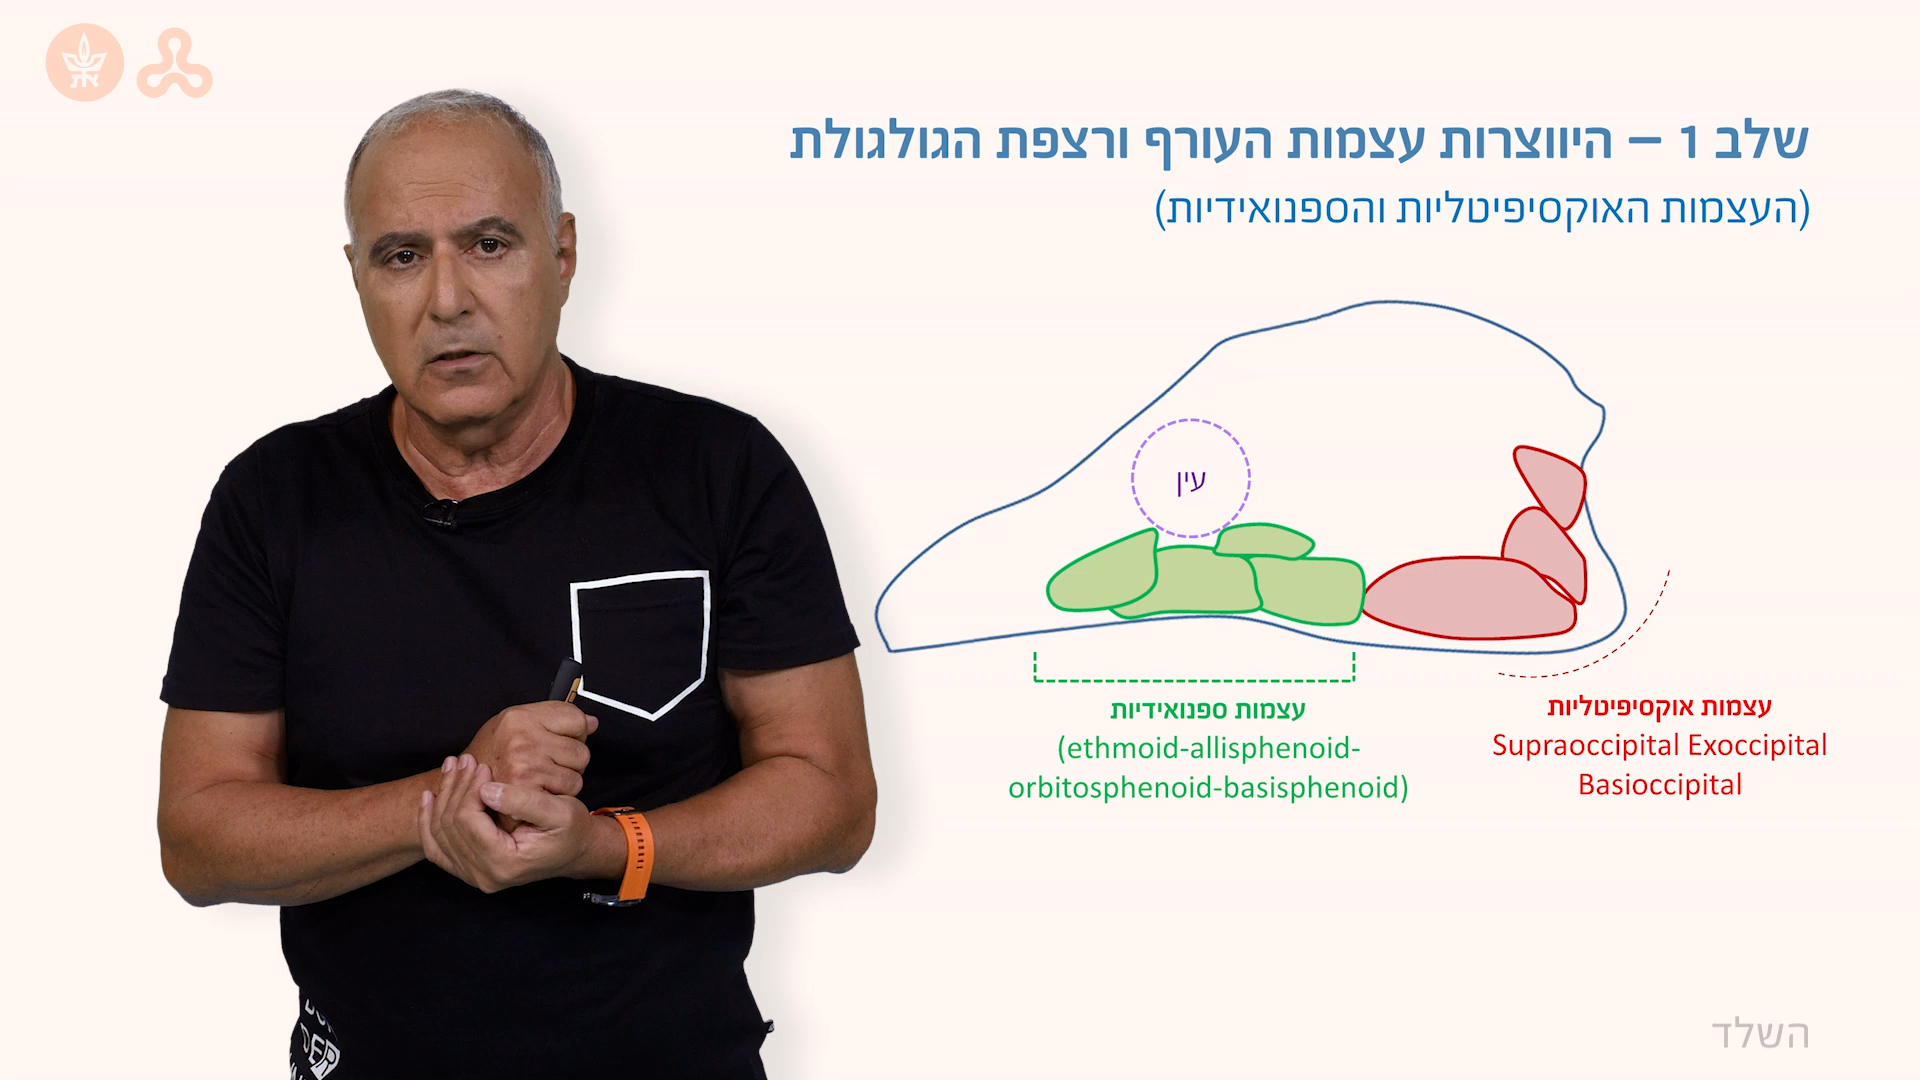 שלב 1 – היווצרות עצמות העורף ורצפת הגולגולת
(העצמות האוקסיפיטליות והספנואידיות)
עין
עצמות ספנואידיות
(ethmoid-allisphenoid-
orbitosphenoid-basisphenoid)
עצמות אוקסיפיטליות
Supraoccipital Exoccipital
Basioccipital
השלד